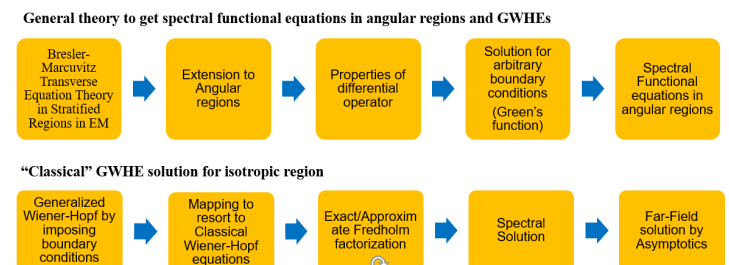 General theory to get spectral functional equations in angular regions and GWHEs
Bresler-
Marcuvitz
Transverse
Equation Theory
in Stratified
Regions in EM
Extension to
Angular
regions
Properties of
differential
operator
Solution for
arbitrary
boundary
conditions
(Green's
function)
Spectral
Functional
equations in
angular regions
“Classical” GWHE solution for isotropic region
Generalized
Wiener-Hopf by
imposing
boundary
conditions
Mapping to
resort to
Classical
Wiener-Hopf
equations
Exact/Approxim
ate Fredholm
factorization
Spectral
Solution
Far-Field
solution by
Asymptotics